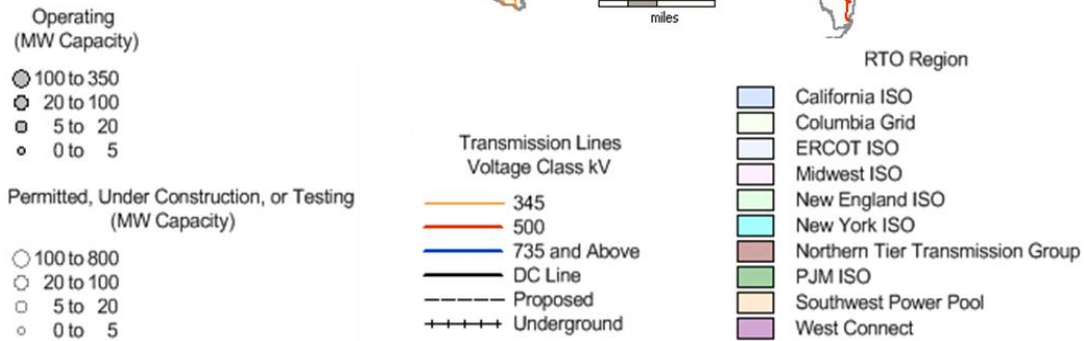 Operating
(MW Capacity)
100 to 350
20 to 100
5 to 20
0 to 5
Permitted, Under Construction, or Testing
(MW Capacity)
100 to 800
20 to 100
5 to 20
0 to 5
miles
Transmission Lines
Voltage Class kV
345
500
735 and Above
DC Line
Proposed
Underground
RTO Region
California ISO
Columbia Grid
ERCOT ISO
Midwest ISO
New England ISO
New York ISO
Northern Tier Transmission Group
PJM ISO
Southwest Power Pool
West Connect